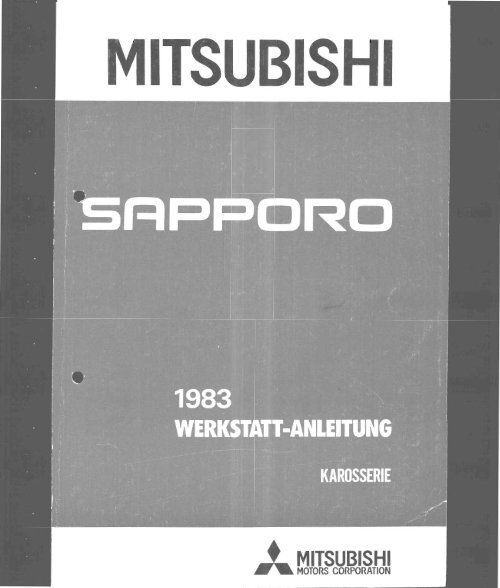 MITSUBISHI
SAPPORO
1983
WERKSTATT-ANLEITUNG
KAROSSERIE
MITSUBISHI
MOTORS CORPORATION